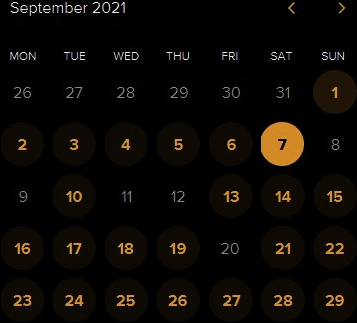 September 2021
MON TUE WED THU FRI SAT SUN
26 27 28 29 30 31 1
2 3 4 5 6 7 8
9 10 11 12 13 14 15
16 17 18 19 20 21 22
23 24 25 26 27 28 29